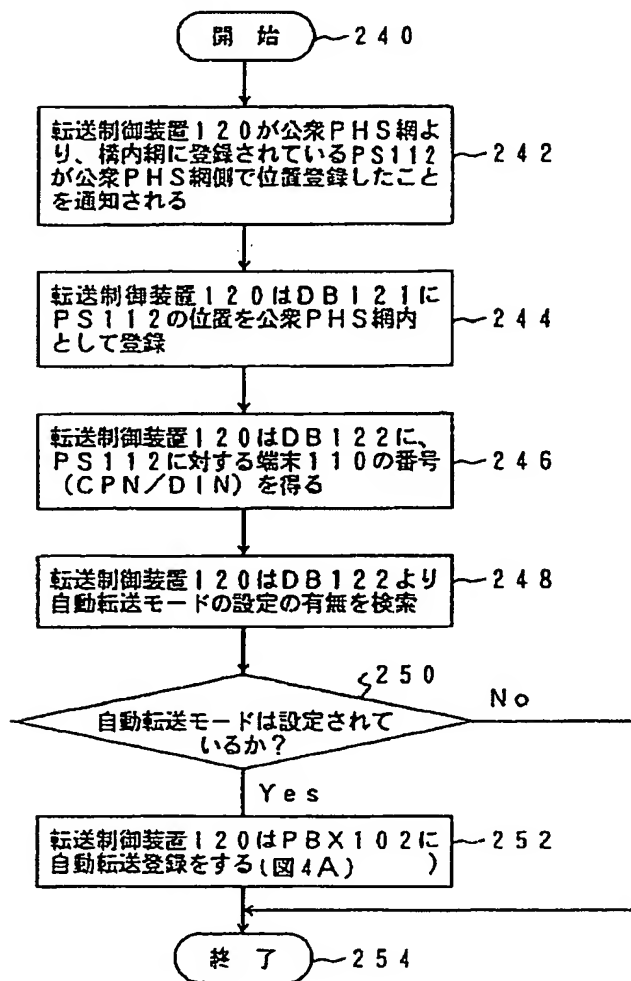 開 始
240
転送制御装置120が公衆PHS網よ
り、構内網に登録されているPS112
が公衆PHS網側で位置登録したこと
を通知される
242
転送制御装置120はDB121に
PS112の位置を公衆PHS網内
として登録
244
転送制御装置120はDB122に、
PS112に対する端末110の番号
(CPN/DIN)を得る
246
転送制御装置120はDB122より
自動転送モードの設定の有無を検索
248
250
自動転送モードは設定されて
いるか？
No
Yes
転送制御装置120はPBX102に
自動転送登録をする(図4A) )
252
終 了
254